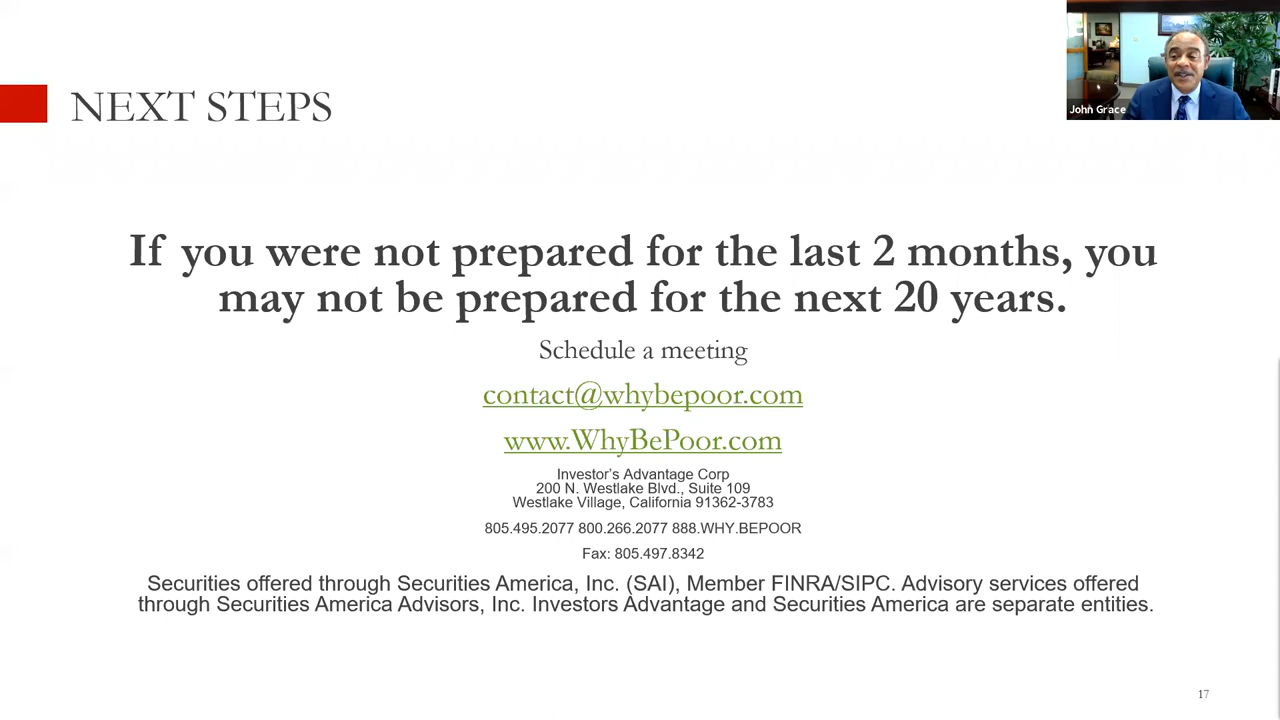 John Grace
NEXT STEPS
If you were not prepared for the last 2 months, you
may not be prepared for the next 20 years.
Schedule a meeting
contact@whybepoor.com
www.WhyBePoor.com
Investor’s Advantage Corp
200 N. Westlake Blvd., Suite 109
Westlake Village, California 91362-3783
805.495.2077 800.266.2077 888.WHY.BEPOOR
Fax: 805.497.8342
Securities offered through Securities America, Inc. (SAI), Member FINRA/SIPC. Advisory services offered
through Securities America Advisors, Inc. Investors Advantage and Securities America are separate entities.
17